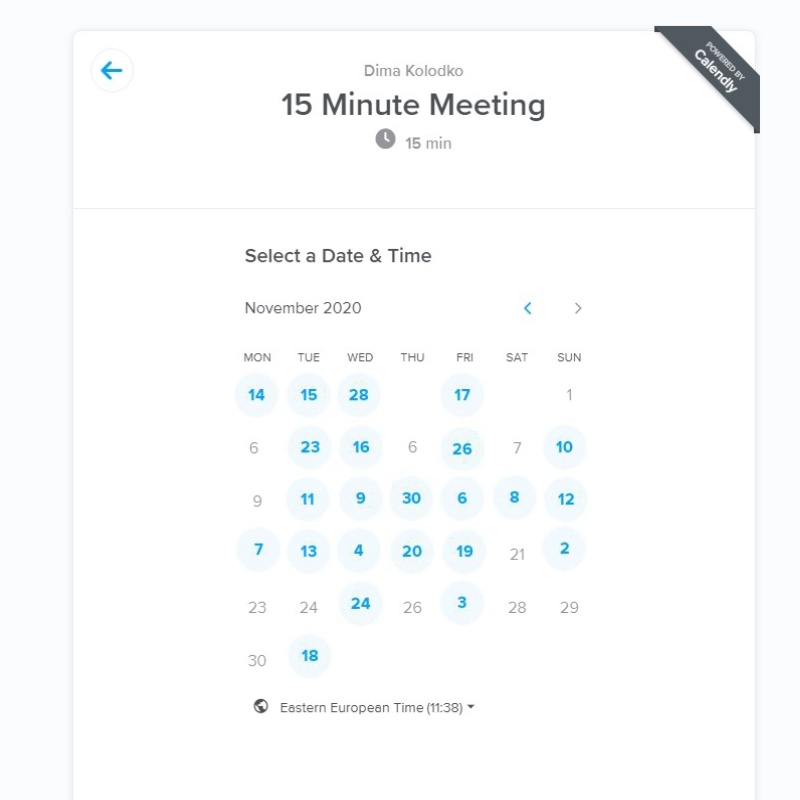 POWERED BY
Calendly
Dima Kolodko
15 Minute Meeting
15 min
Select a Date & Time
November 2020
MON TUE WED THU FRI SAT SUN
14 15 28 17 1
6 23 16 6 26 7 10
9 11 9 30 6 8 12
7 13 4 20 19 21 2
23 24 24 26 3 28 29
30 18
Eastern European Time (11:38)